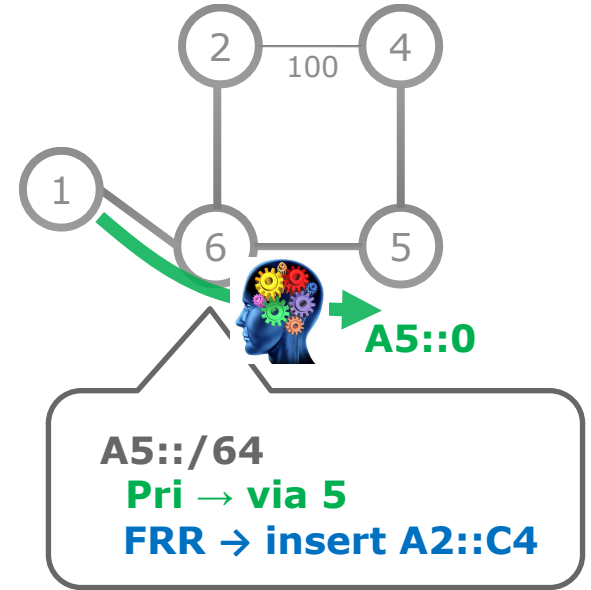 2
4
100
1
6
5
A5::0
A5::/64
Pri → via 5
FRR → insert A2::C4